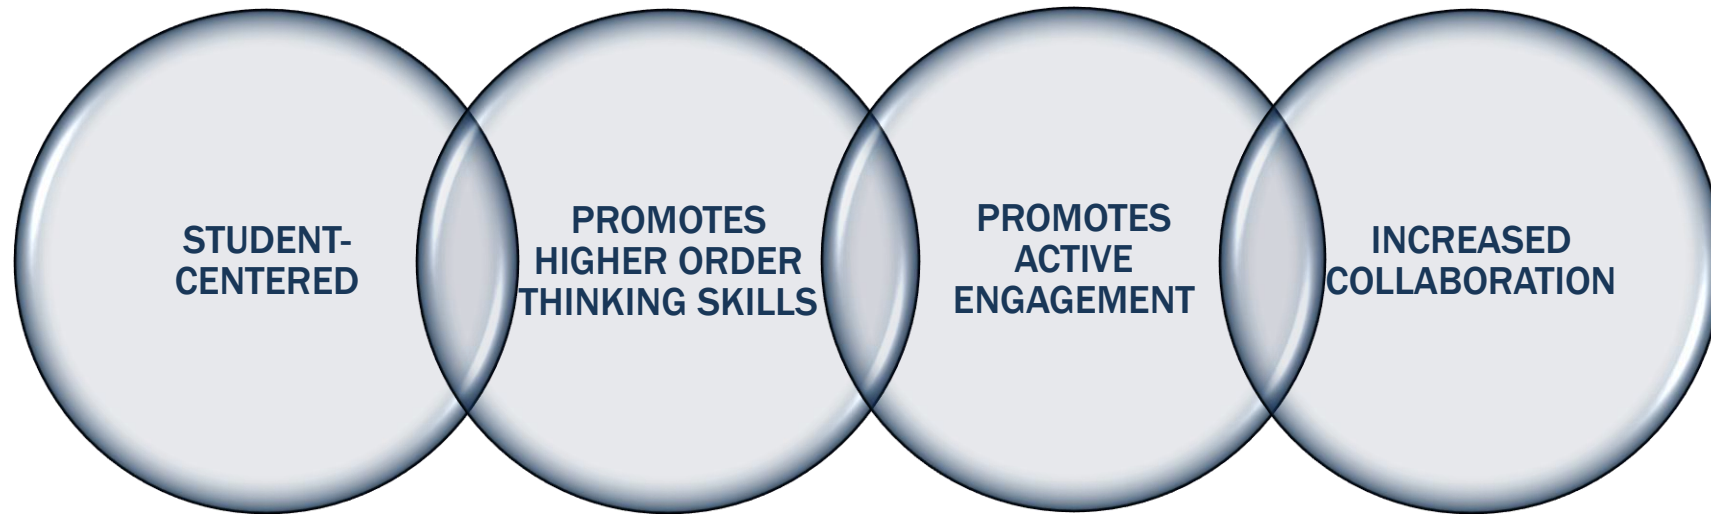 STUDENT-
CENTERED
PROMOTES
HIGHER ORDER
THINKING SKILLS
PROMOTES
ACTIVE
ENGAGEMENT
INCREASED
COLLABORATION